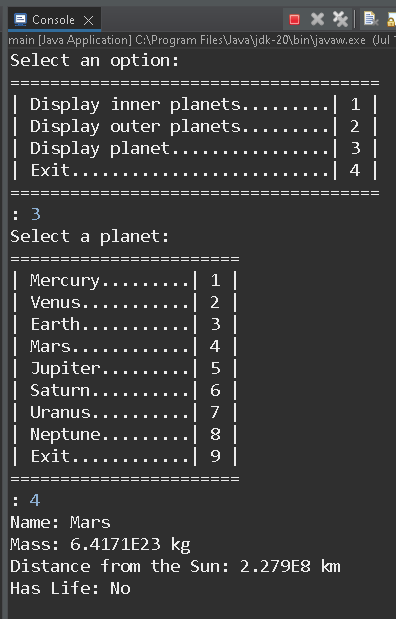 Console
main [Java Application] C:\Program Files\Java\jdk-20\bin\javaw.exe (Jul
Select an option:
=====================================
| Display inner planets.........| 1 |
| Display outer planets.........| 2 |
| Display planet................| 3 |
| Exit..........................| 4 |
=====================================
: 3
Select a planet:
=======================
| Mercury.........| 1 |
| Venus...........| 2 |
| Earth...........| 3 |
| Mars............| 4 |
| Jupiter.........| 5 |
| Saturn..........| 6 |
| Uranus..........| 7 |
| Neptune.........| 8 |
| Exit............| 9 |
=======================
: 4
Name: Mars
Mass: 6.4171E23 kg
Distance from the Sun: 2.279E8 km
Has Life: No